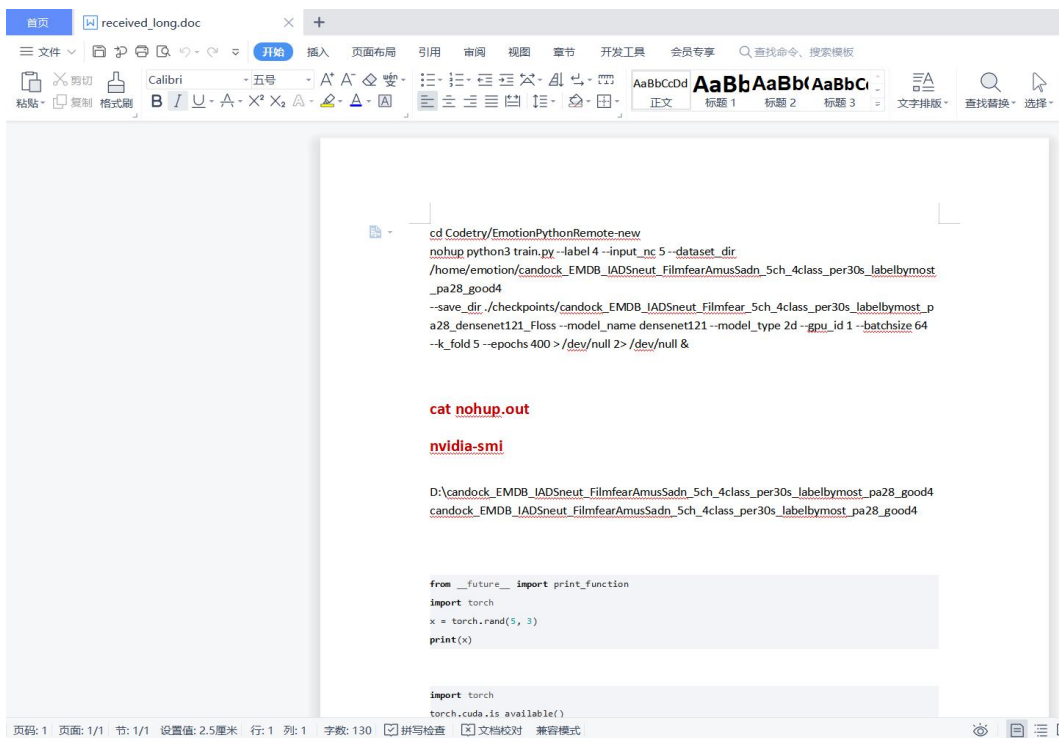 首页
received_long.doc
文件
开始
插入
页面布局
引用
审阅
视图
章节
开发工具
会员专享
查找命令、搜索模板
粘贴
剪切
复制
格式刷
Calibri
五号
B I U A X² X₂ A A A
AaBbCcDd AaBb AaBb( AaBbC
正文 标题 1 标题 2 标题 3
文字排版
查找替换
选择
cd Codetry/EmotionPythonRemote-new
nohup python3 train.py --label 4 --input_nc 5 --dataset_dir
/home/emotion/candock_EMDB_IADSneut_FilmfearAmusSadn_5ch_4class_per30s_labelbymost
_pa28_good4
--save_dir ./checkpoints/candock_EMDB_IADSneut_Filmfear_5ch_4class_per30s_labelbymost_p
a28_densenet121_Floss --model_name densenet121 --model_type 2d --gpu_id 1 --batchsize 64
--k_fold 5 --epochs 400 > /dev/null 2> /dev/null &
cat nohup.out
nvidia-smi
D:\candock_EMDB_IADSneut_FilmfearAmusSadn_5ch_4class_per30s_labelbymost_pa28_good4
candock_EMDB_IADSneut_FilmfearAmusSadn_5ch_4class_per30s_labelbymost_pa28_good4
from __future__ import print_function
import torch
x = torch.rand(5, 3)
print(x)
import torch
torch.cuda.is_available()
页码: 1 页面: 1/1 节: 1/1 设置值: 2.5厘米 行: 1 列: 1 字数: 130 拼写检查 文档校对 兼容模式